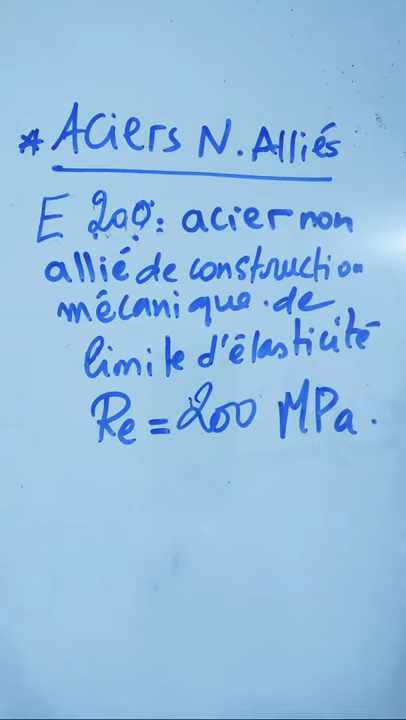 * Aciers N. Alliés
E 200: acier non
allié de construction
mécanique. de
limite d'élasticité
Re = 200 MPa.